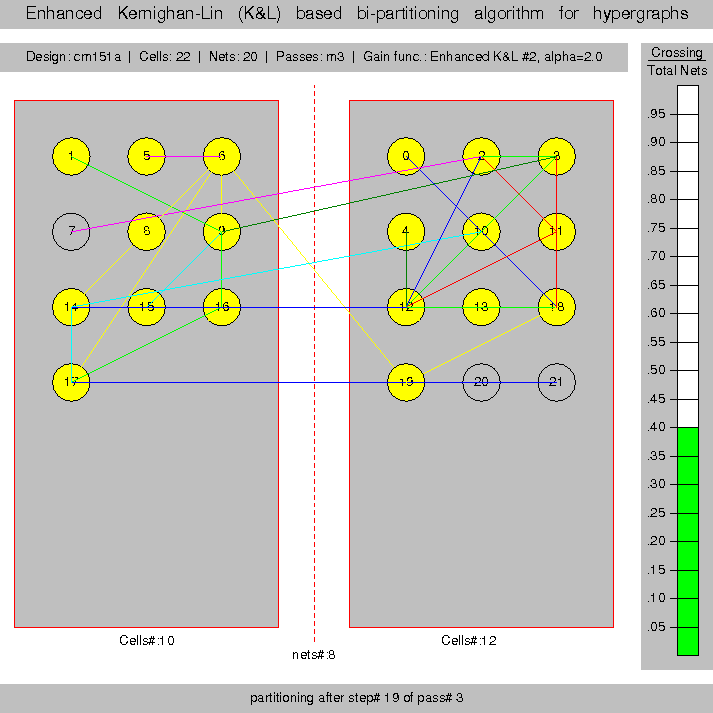 Enhanced Kernighan-Lin (K&L) based bi-partitioning algorithm for hypergraphs
Design: cm151a | Cells: 22 | Nets: 20 | Passes: m3 | Gain func.: Enhanced K&L #2, alpha=2.0
Crossing
Total Nets
.95
.90
.85
.80
.75
.70
.65
.60
.55
.50
.45
.40
.35
.30
.25
.20
.15
.10
.05
1 5 6 0 2 3
7 8 9 4 10 11
14 15 16 12 13 18
17 19 20 21
Cells#:10
Cells#:12
nets#:8
partitioning after step# 19 of pass# 3